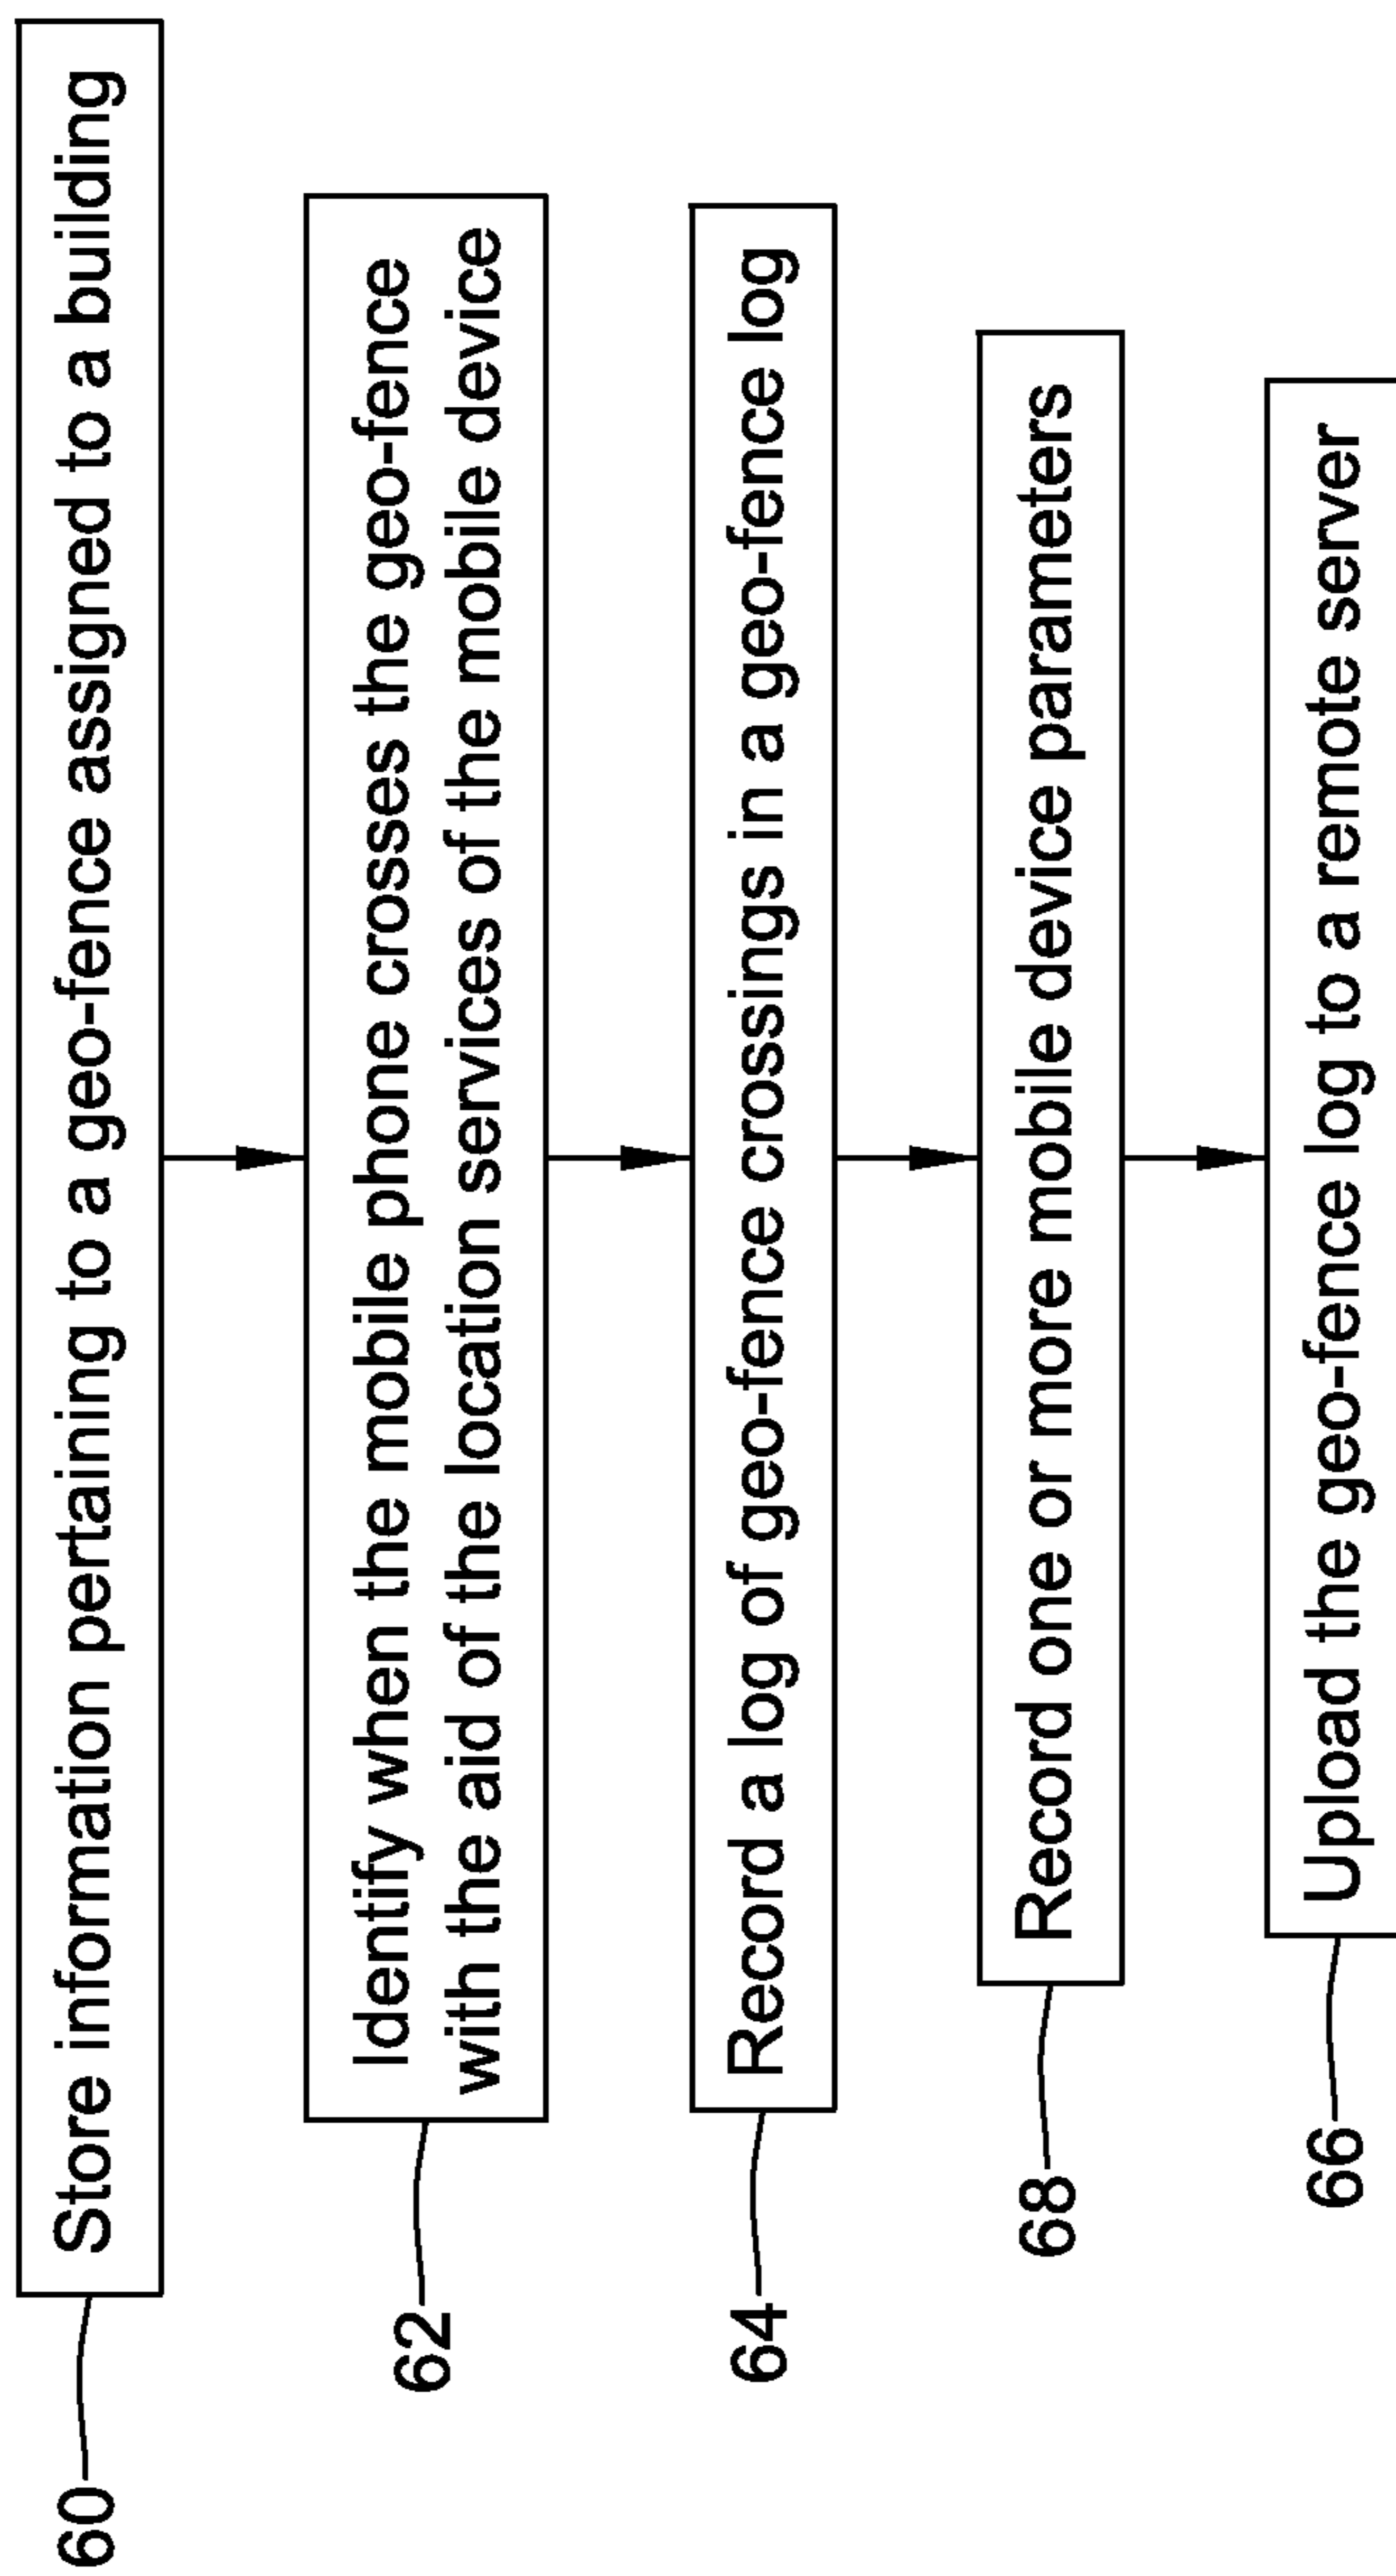 60
Store information pertaining to a geo-fence assigned to a building
62
Identify when the mobile phone crosses the geo-fence
with the aid of the location services of the mobile device
64
Record a log of geo-fence crossings in a geo-fence log
68
Record one or more mobile device parameters
66
Upload the geo-fence log to a remote server